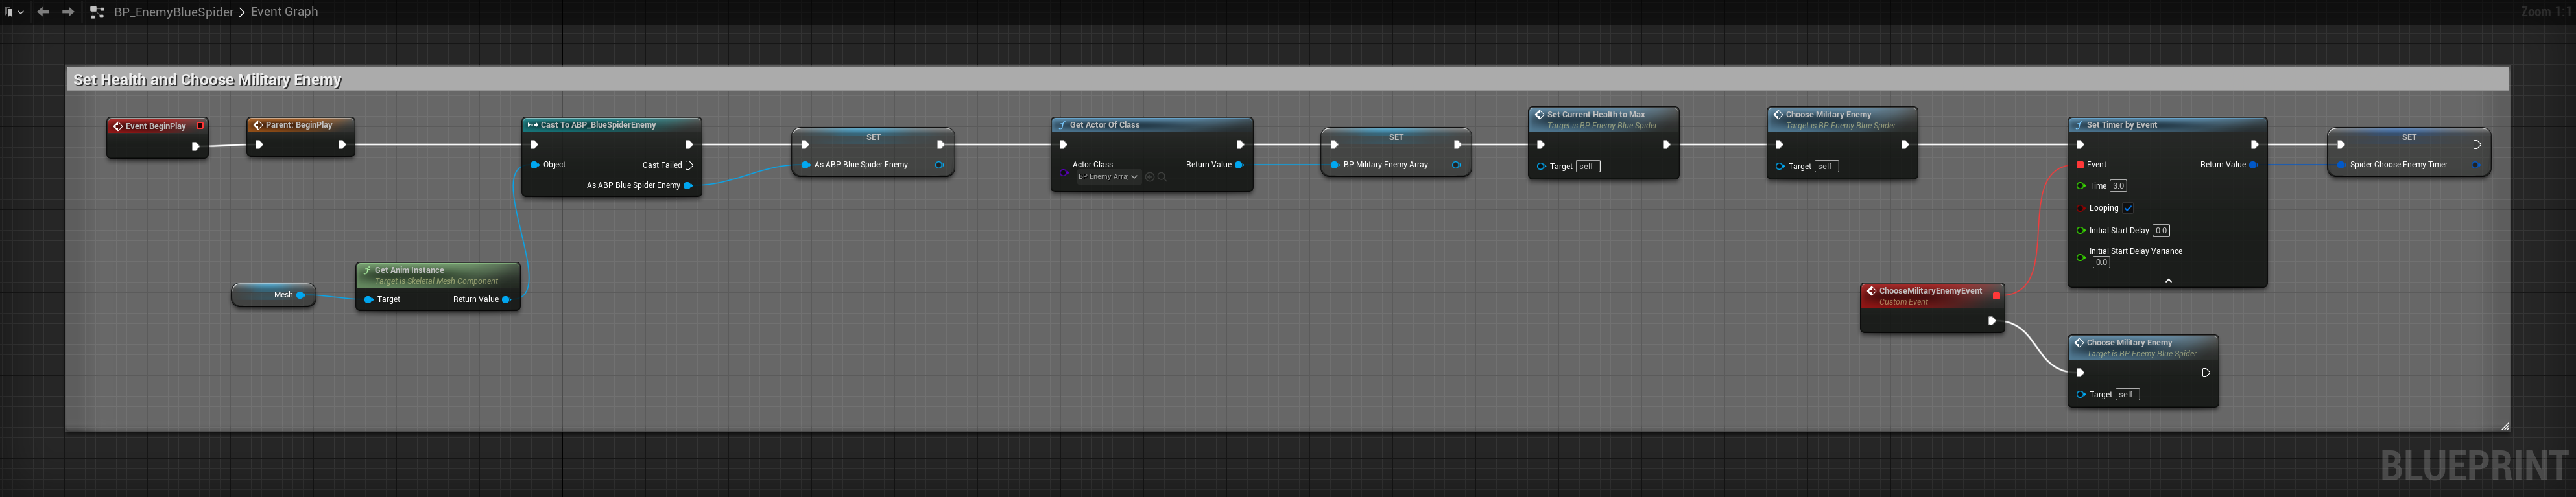 BP_EnemyBlueSpider > Event Graph
Zoom 1:1
Set Health and Choose Military Enemy
Event BeginPlay
Parent: BeginPlay
Cast To ABP_BlueSpiderEnemy
Object
Cast Failed
As ABP Blue Spider Enemy
SET
As ABP Blue Spider Enemy
Get Actor Of Class
Actor Class
Return Value
BP Enemy Arra
SET
BP Military Enemy Array
Set Current Health to Max
Target is BP Enemy Blue Spider
Target self
Choose Military Enemy
Target is BP Enemy Blue Spider
Target self
Set Timer by Event
Event
Return Value
Time 3.0
Looping
Initial Start Delay 0.0
Initial Start Delay Variance
0.0
SET
Spider Choose Enemy Timer
Mesh
Get Anim Instance
Target is Skeletal Mesh Component
Target
Return Value
ChooseMilitaryEnemyEvent
Custom Event
Choose Military Enemy
Target is BP Enemy Blue Spider
Target self
BLUEPRINT